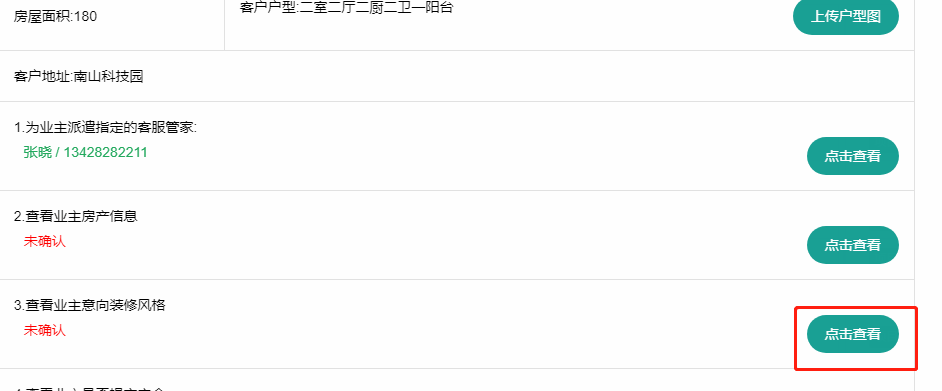 房屋面积:180
客户户型:二室二厅二厨二卫一阳台
上传户型图
客户地址:南山科技园
1.为业主派遣指定的客服管家:
张晓 / 13428282211
点击查看
2.查看业主房产信息
未确认
点击查看
3.查看业主意向装修风格
未确认
点击查看